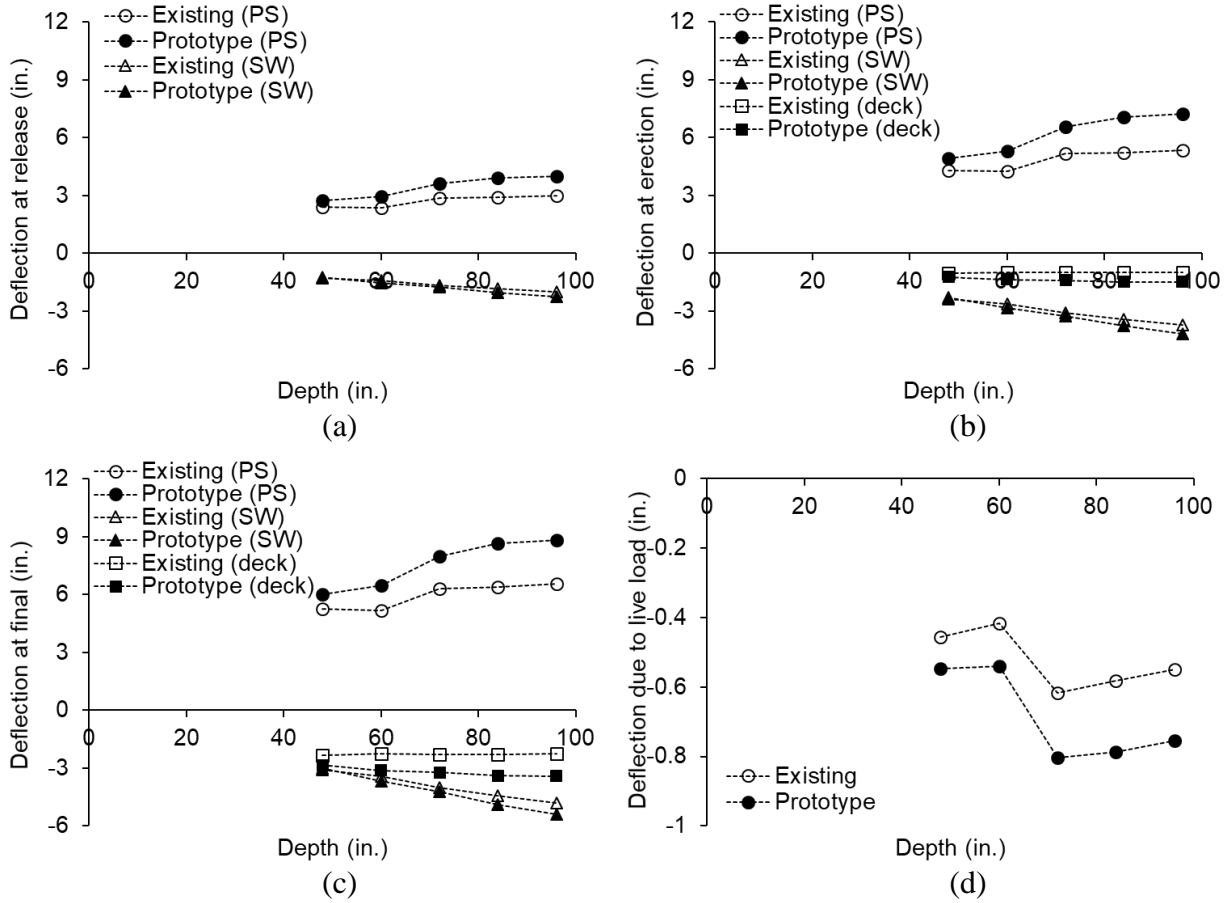 Existing (PS)
Prototype (PS)
Existing (SW)
Prototype (SW)
12
9
6
3
0
-3
-6
0
20
40
60
80
100
Deflection at release (in.)
Depth (in.)
(a)
Existing (PS)
Prototype (PS)
Existing (SW)
Prototype (SW)
Existing (deck)
Prototype (deck)
12
9
6
3
0
-3
-6
0
20
40
60
80
100
Deflection at erection (in.)
Depth (in.)
(b)
Existing (PS)
Prototype (PS)
Existing (SW)
Prototype (SW)
Existing (deck)
Prototype (deck)
12
9
6
3
0
-3
-6
0
20
40
60
80
100
Deflection at final (in.)
Depth (in.)
(c)
0
-0.2
-0.4
-0.6
-0.8
-1
0
20
40
60
80
100
Deflection due to live load (in.)
Existing
Prototype
Depth (in.)
(d)